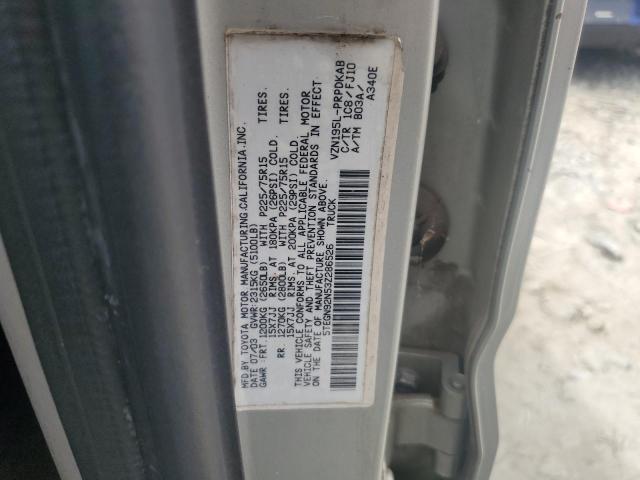 MFD.BY TOYOTA MOTOR MANUFACTURING,CALIFORNIA,INC.
DATE 07/03 GVWR:2315KG (5100LB)
GAWR:FRT 1200KG (2650LB) WITH P225/75R15 TIRES.
15X7JJ RIMS, AT 180KPA (26PSI) COLD.
RR 1270KG (2800LB) WITH P225/75R15 TIRES.
15X7JJ RIMS, AT 200KPA (29PSI) COLD.
THIS VEHICLE CONFORMS TO ALL APPLICABLE FEDERAL MOTOR
VEHICLE SAFETY AND THEFT PREVENTION STANDARDS IN EFFECT
ON THE DATE OF MANUFACTURE SHOWN ABOVE.
5TEGN92N53Z286526 TRUCK
VZN195L-PRPDKAB
C/TR 1C8/FJ10
A/TM B03A/
A340E